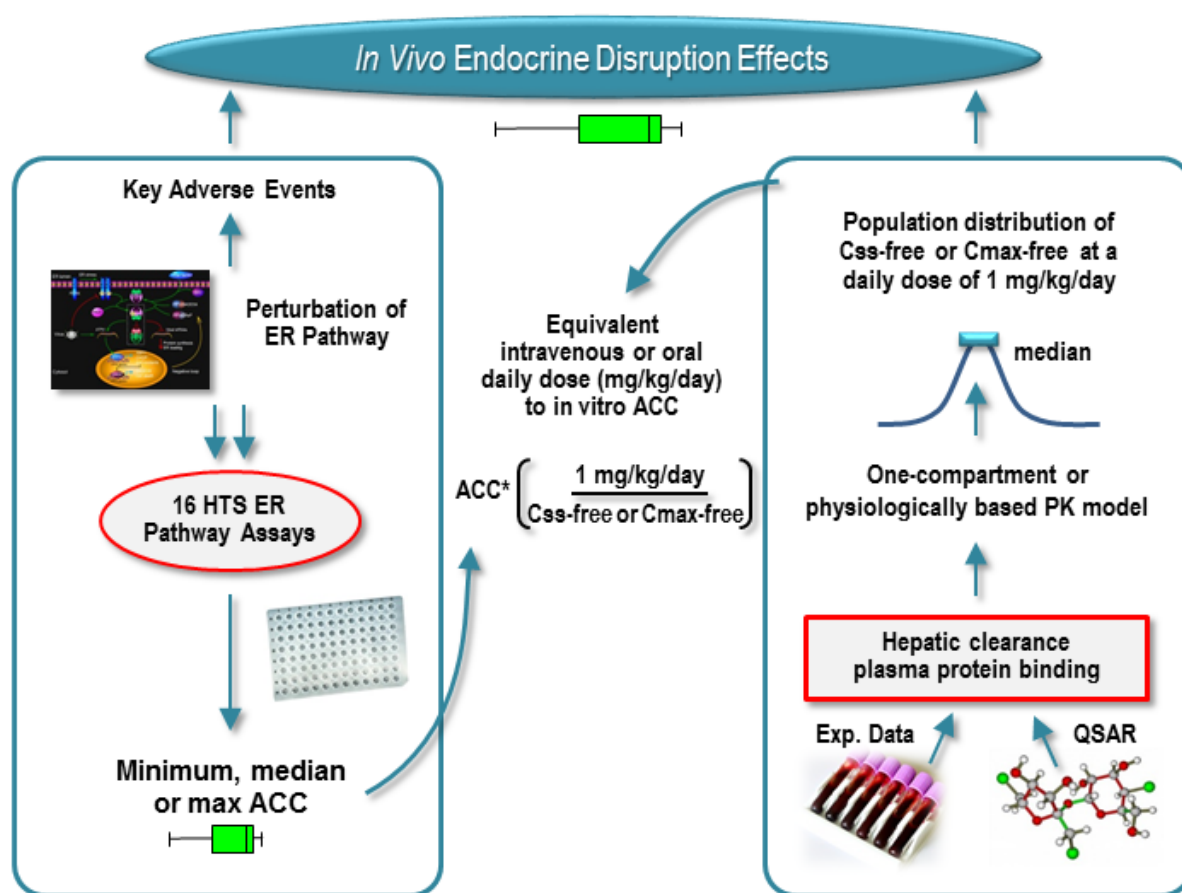 In Vivo Endocrine Disruption Effects
Key Adverse Events
Perturbation of
ER Pathway
16 HTS ER
Pathway Assays
Minimum, median
or max ACC
Equivalent
intravenous or oral
daily dose (mg/kg/day)
to in vitro ACC
ACC* ( 1 mg/kg/day
Css-free or Cmax-free )
Population distribution of
Css-free or Cmax-free at a
daily dose of 1 mg/kg/day
median
One-compartment or
physiologically based PK model
Hepatic clearance
plasma protein binding
Exp. Data
QSAR